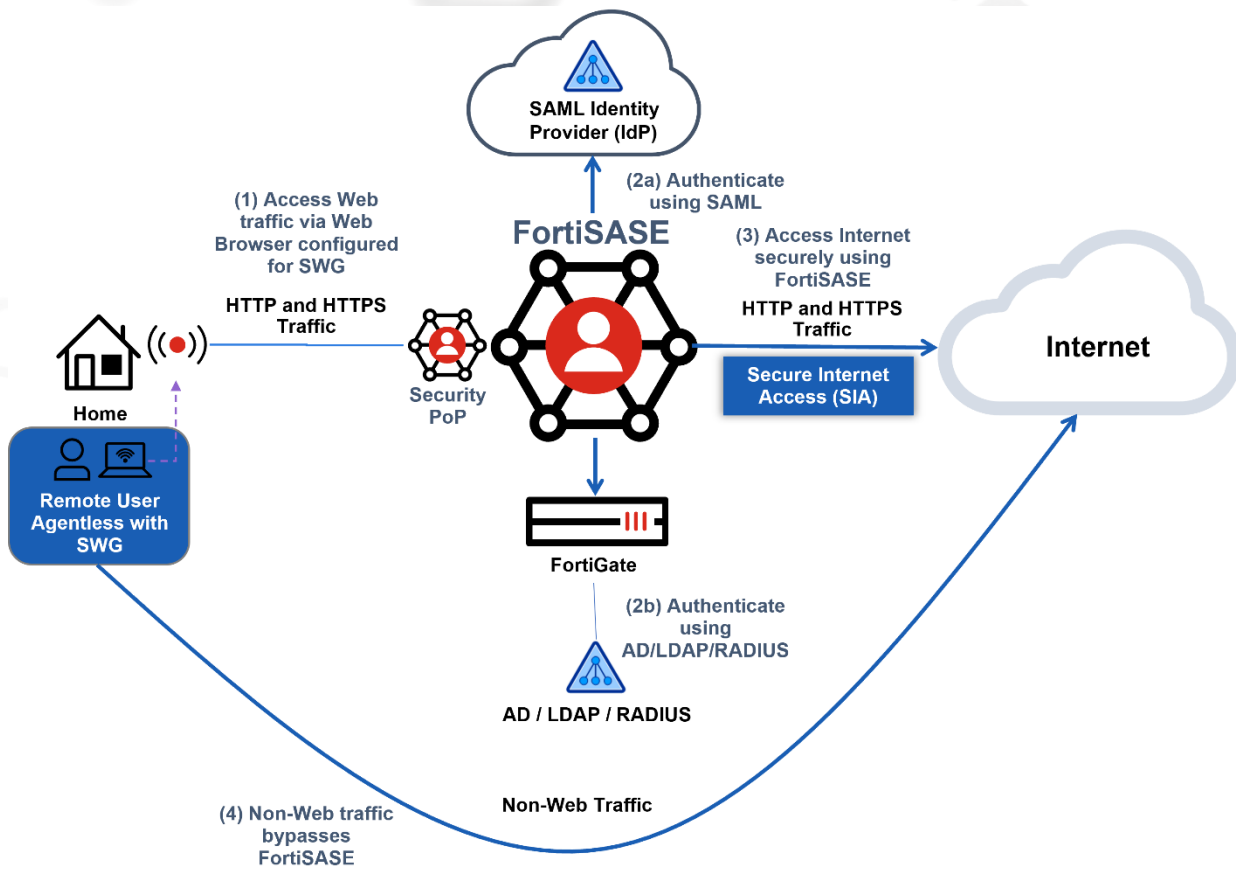 SAML Identity
Provider (IdP)
(2a) Authenticate
using SAML
(1) Access Web
traffic via Web
Browser configured
for SWG
FortiSASE
(3) Access Internet
securely using
FortiSASE
HTTP and HTTPS
Traffic
HTTP and HTTPS
Traffic
Internet
Secure Internet
Access (SIA)
Security
PoP
Home
Remote User
Agentless with
SWG
FortiGate
(2b) Authenticate
using
AD/LDAP/RADIUS
AD / LDAP / RADIUS
Non-Web Traffic
(4) Non-Web traffic
bypasses
FortiSASE